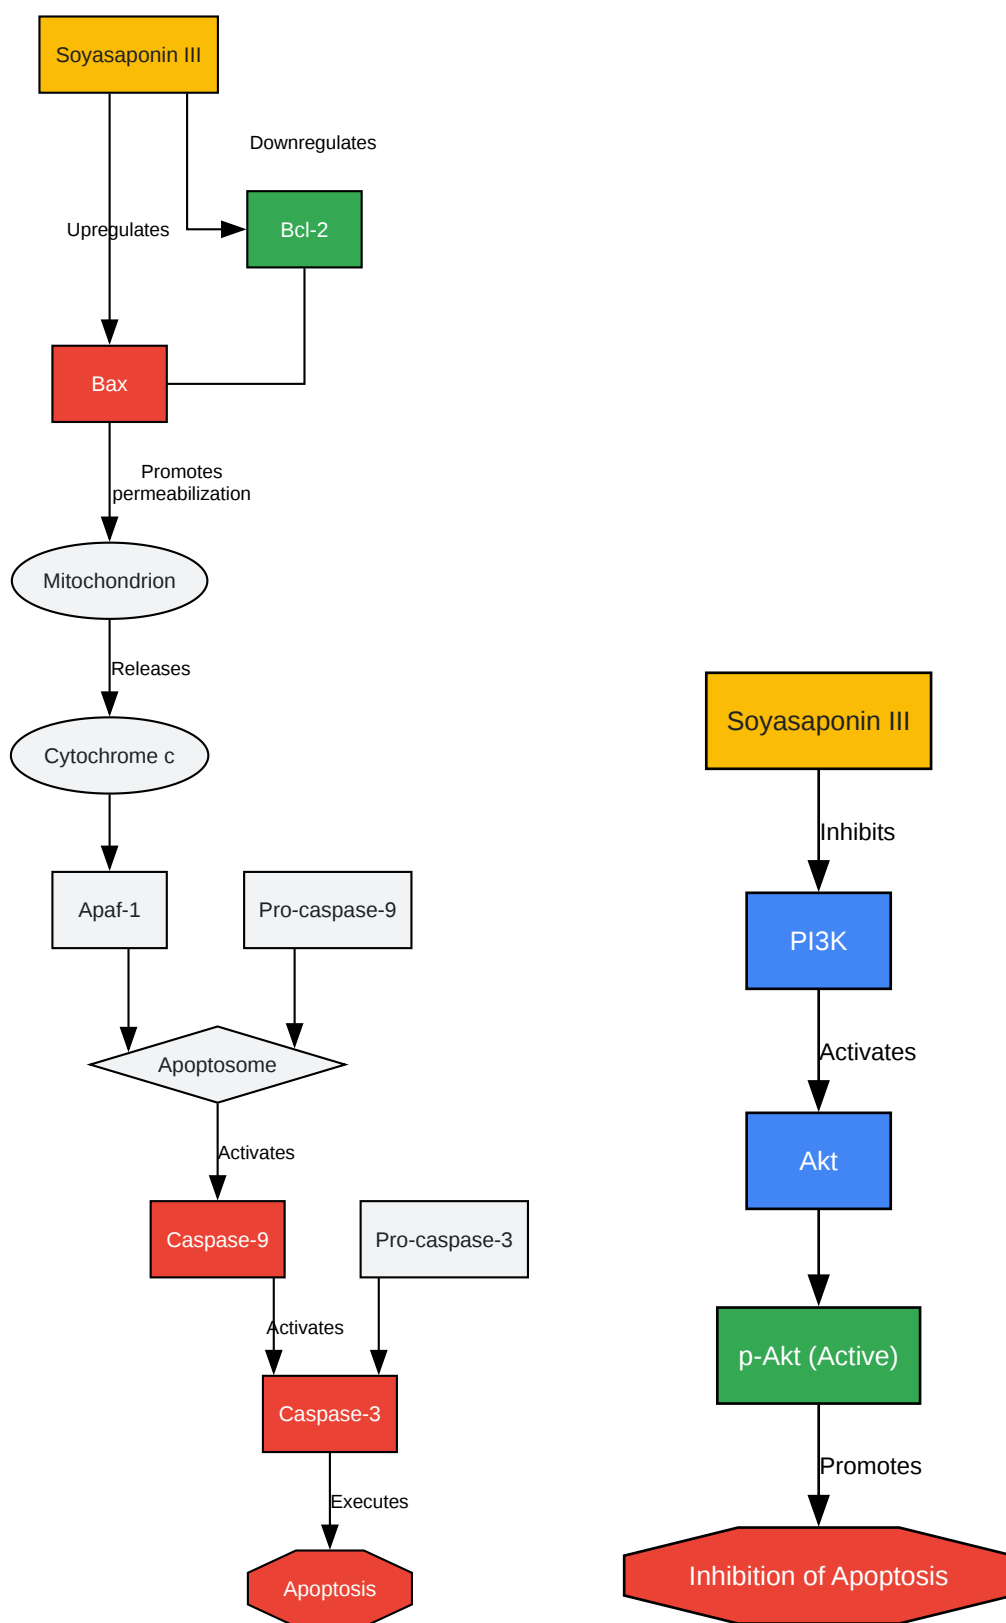 Soyasaponin III
Downregulates
Upregulates
Bcl-2
Bax
Promotes
permeabilization
Mitochondrion
Releases
Cytochrome c
Apaf-1
Pro-caspase-9
Apoptosome
Activates
Caspase-9
Pro-caspase-3
Activates
Caspase-3
Executes
Apoptosis
Soyasaponin III
Inhibits
PI3K
Activates
Akt
p-Akt (Active)
Promotes
Inhibition of Apoptosis